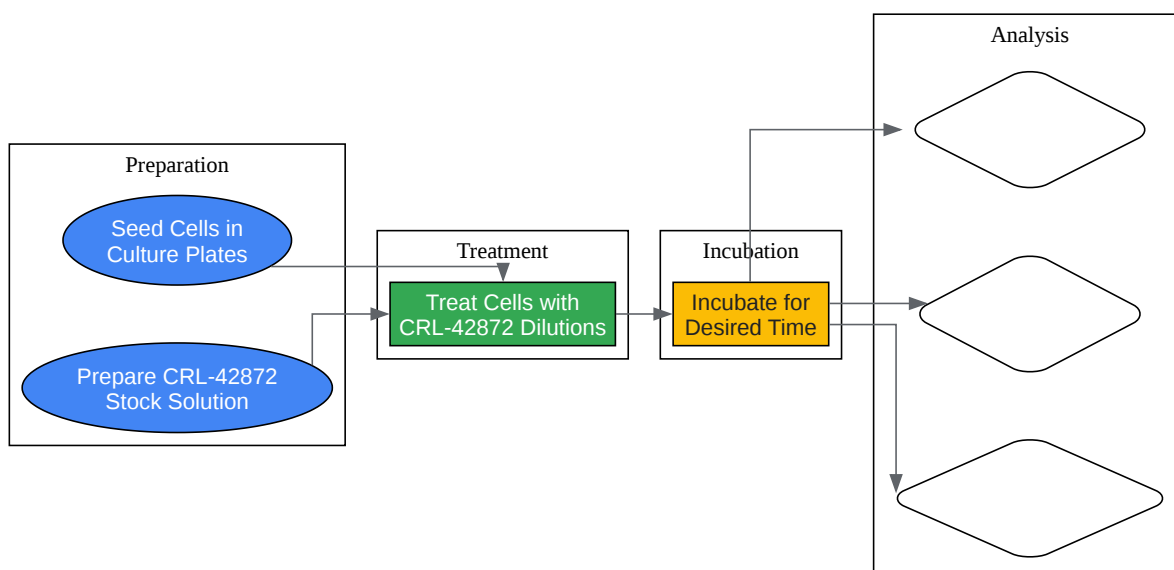 Analysis
Preparation
Seed Cells in
Culture Plates
Treatment
Incubation
Treat Cells with
CRL-42872 Dilutions
Incubate for
Desired Time
Prepare CRL-42872
Stock Solution